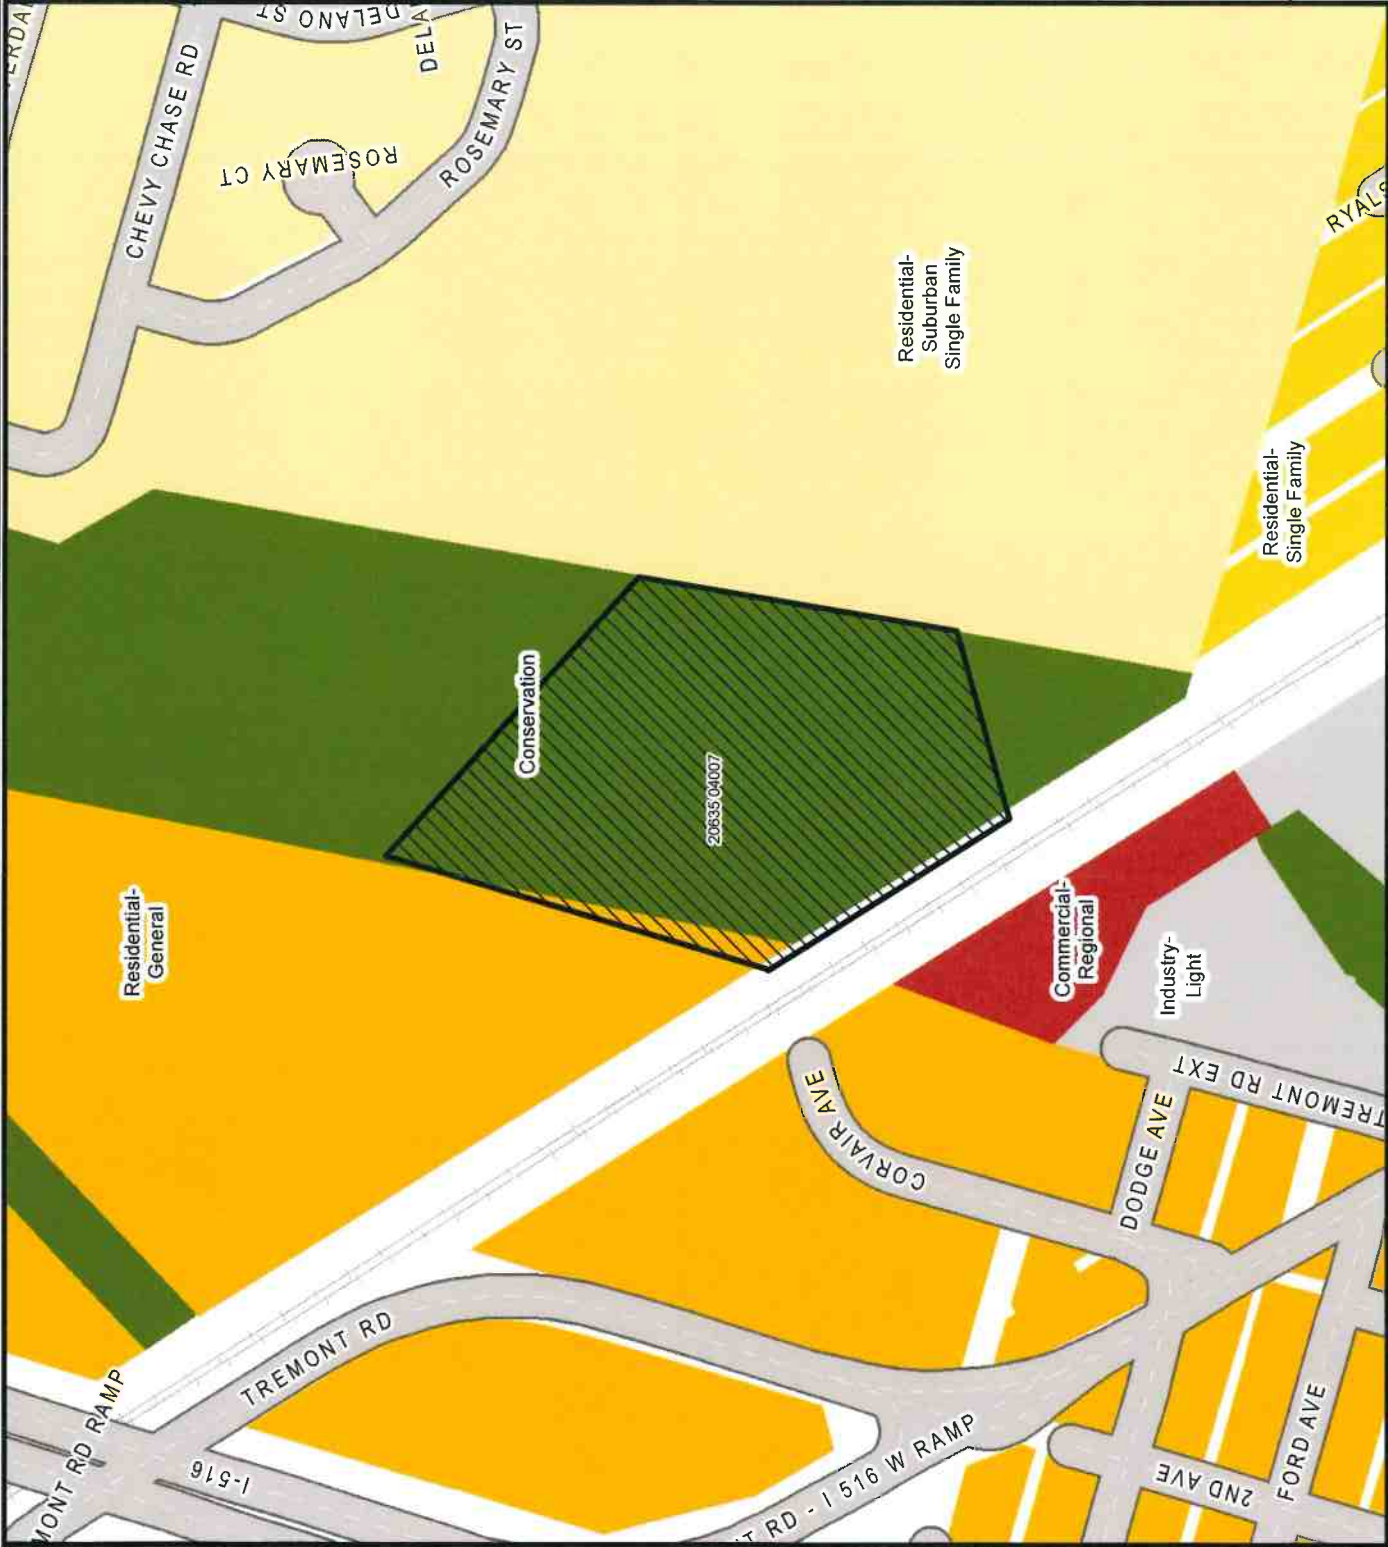 CHEVY CHASE RD
DELANO ST
ROSEMARY CT
ROSEMARY ST
RYALS
Residential-
Suburban
Single Family
Residential-
Single Family
Conservation
20635 04007
Residential-
General
Commercial-
Regional
Industry-
Light
TREMONT RD EXT
CORVAIR AVE
DODGE AVE
TREMONT RD
MONT RD RAMP
I-516
T RD - I 516 W RAMP
2ND AVE
FORD AVE